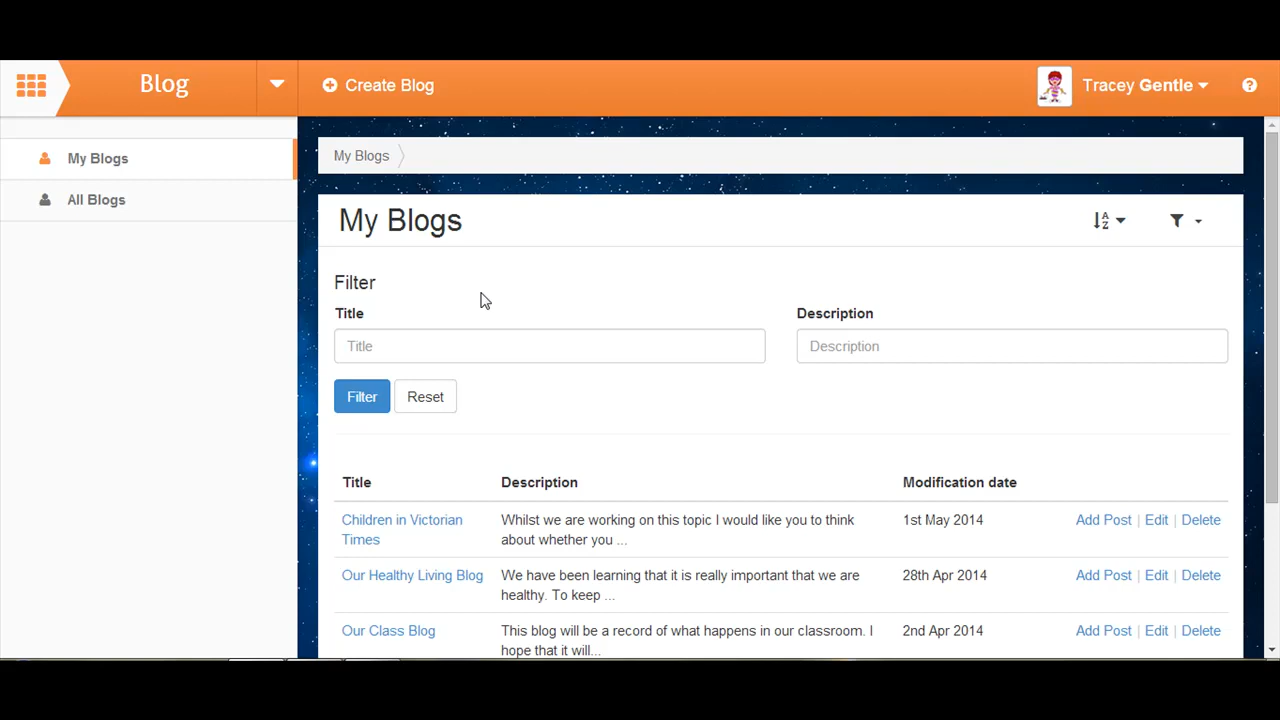 Blog
Create Blog
Tracey Gentle
My Blogs
All Blogs
My Blogs
My Blogs
Filter
Title Description
Title Description
Filter Reset
Title Description Modification date
Children in Victorian Whilst we are working on this topic I would like you to think 1st May 2014 Add Post | Edit | Delete
Times about whether you ...
Our Healthy Living Blog We have been learning that it is really important that we are 28th Apr 2014 Add Post | Edit | Delete
healthy. To keep ...
Our Class Blog This blog will be a record of what happens in our classroom. I 2nd Apr 2014 Add Post | Edit | Delete
hope that it will...